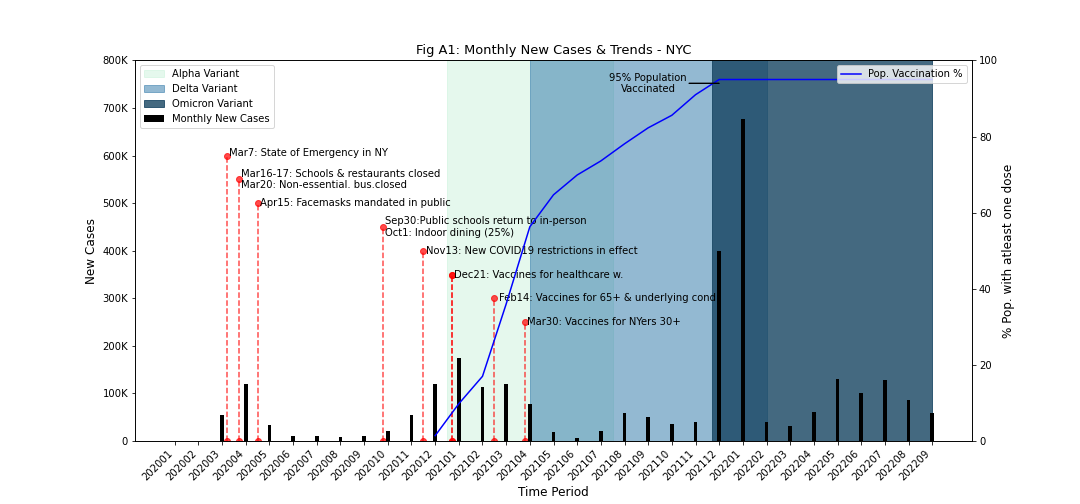 Fig A1: Monthly New Cases & Trends - NYC
800K
700K
600K
500K
400K
300K
200K
100K
0
New Cases
Alpha Variant
Delta Variant
Omicron Variant
Monthly New Cases
Pop. Vaccination %
95% Population
Vaccinated
Mar7: State of Emergency in NY
Mar16-17: Schools & restaurants closed
Mar20: Non-essential. bus.closed
Apr15: Facemasks mandated in public
Sep30:Public schools return to in-person
Oct1: Indoor dining (25%)
Nov13: New COVID19 restrictions in effect
Dec21: Vaccines for healthcare w.
Feb14: Vaccines for 65+ & underlying cond
Mar30: Vaccines for NYers 30+
100
80
60
40
20
0
% Pop. with atleast one dose
202001
202002
202003
202004
202005
202006
202007
202008
202009
202010
202011
202012
202101
202102
202103
202104
202105
202106
202107
202108
202109
202110
202111
202112
202201
202202
202203
202204
202205
202206
202207
202208
202209
Time Period